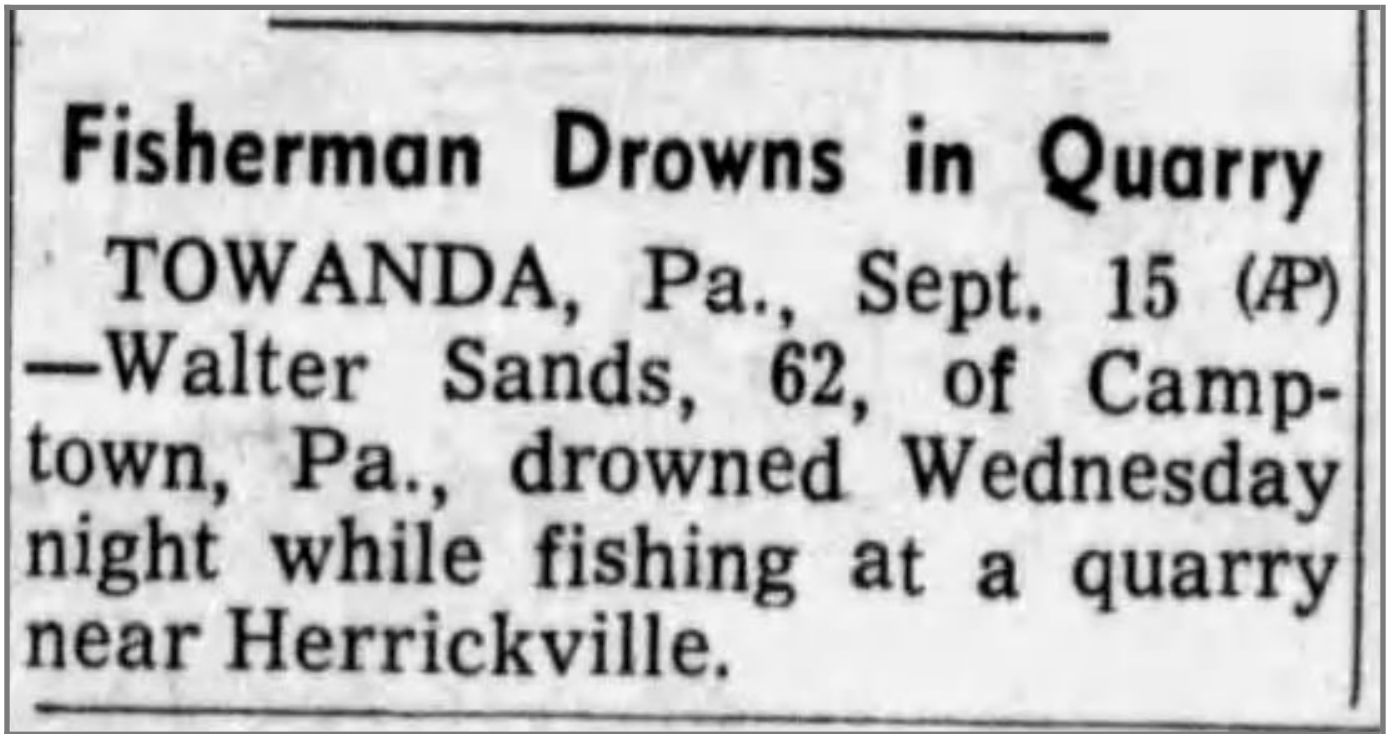 Fisherman Drowns in Quarry
TOWANDA, Pa., Sept. 15 (AP)
—Walter Sands, 62, of Camp-
town, Pa., drowned Wednesday
night while fishing at a quarry
near Herrickville.